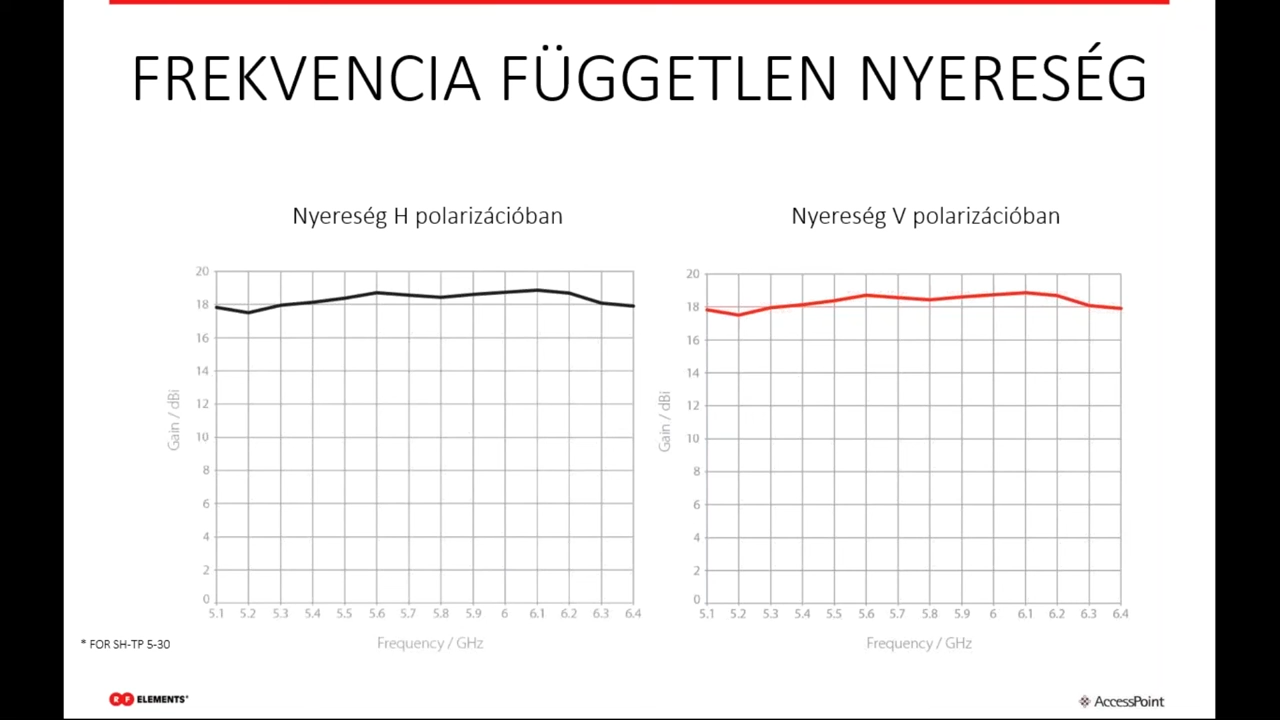 FREKVENCIA FÜGGETLEN NYERESÉG
Nyereség H polarizációban
20
18
16
14
12
10
8
6
4
2
0
Gain / dBi
5.1 5.2 5.3 5.4 5.5 5.6 5.7 5.8 5.9 6 6.1 6.2 6.3 6.4
Frequency / GHz
Nyereség V polarizációban
20
18
16
14
12
10
8
6
4
2
0
Gain / dBi
5.1 5.2 5.3 5.4 5.5 5.6 5.7 5.8 5.9 6 6.1 6.2 6.3 6.4
Frequency / GHz
* FOR SH-TP 5-30
RF ELEMENTS
AccessPoint